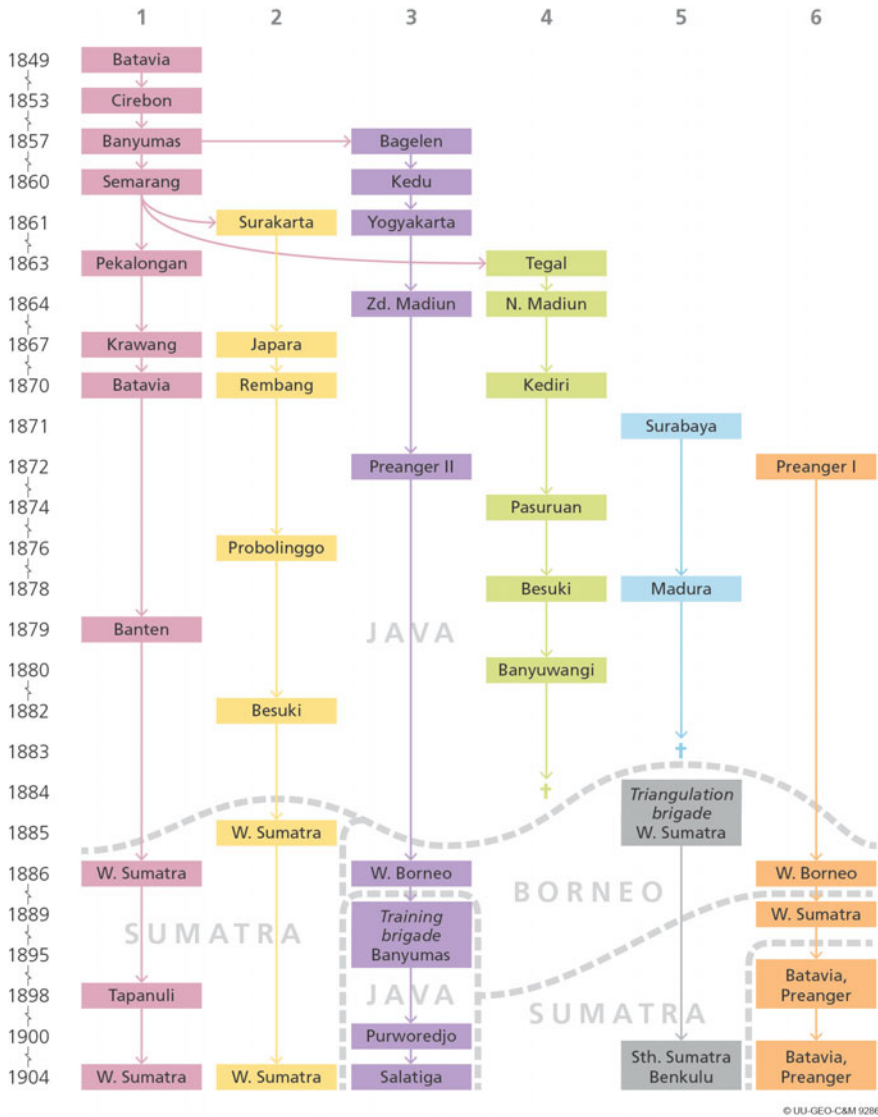 1 2 3 4 5 6
1849 Batavia
1853 Cirebon
1857 Banyumas Bagelen
1860 Semarang Kedu
1861 Surakarta Yogyakarta
1863 Pekalongan Tegal
1864 Zd. Madiun N. Madiun
1867 Krawang Japara
1870 Batavia Rembang Kediri
1871 Surabaya
1872 Preanger II Preanger I
1874 Pasuruan
1876 Probolinggo
1878 Besuki Madura
1879 Banten JAVA
1880 Banyuwangi
1882 Besuki
1883 †
1884 † Triangulation
brigade
1885 W. Sumatra W. Sumatra
1886 W. Sumatra W. Borneo BORNEO W. Borneo
1889 SUMATRA Training W. Sumatra
brigade
1895 Banyumas
Batavia,
1898 Tapanuli JAVA Preanger
SUMATRA
1900 Purworedjo
Sth. Sumatra Batavia,
1904 W. Sumatra W. Sumatra Salatiga Benkulu Preanger
© UU-GEO-C&M 9286